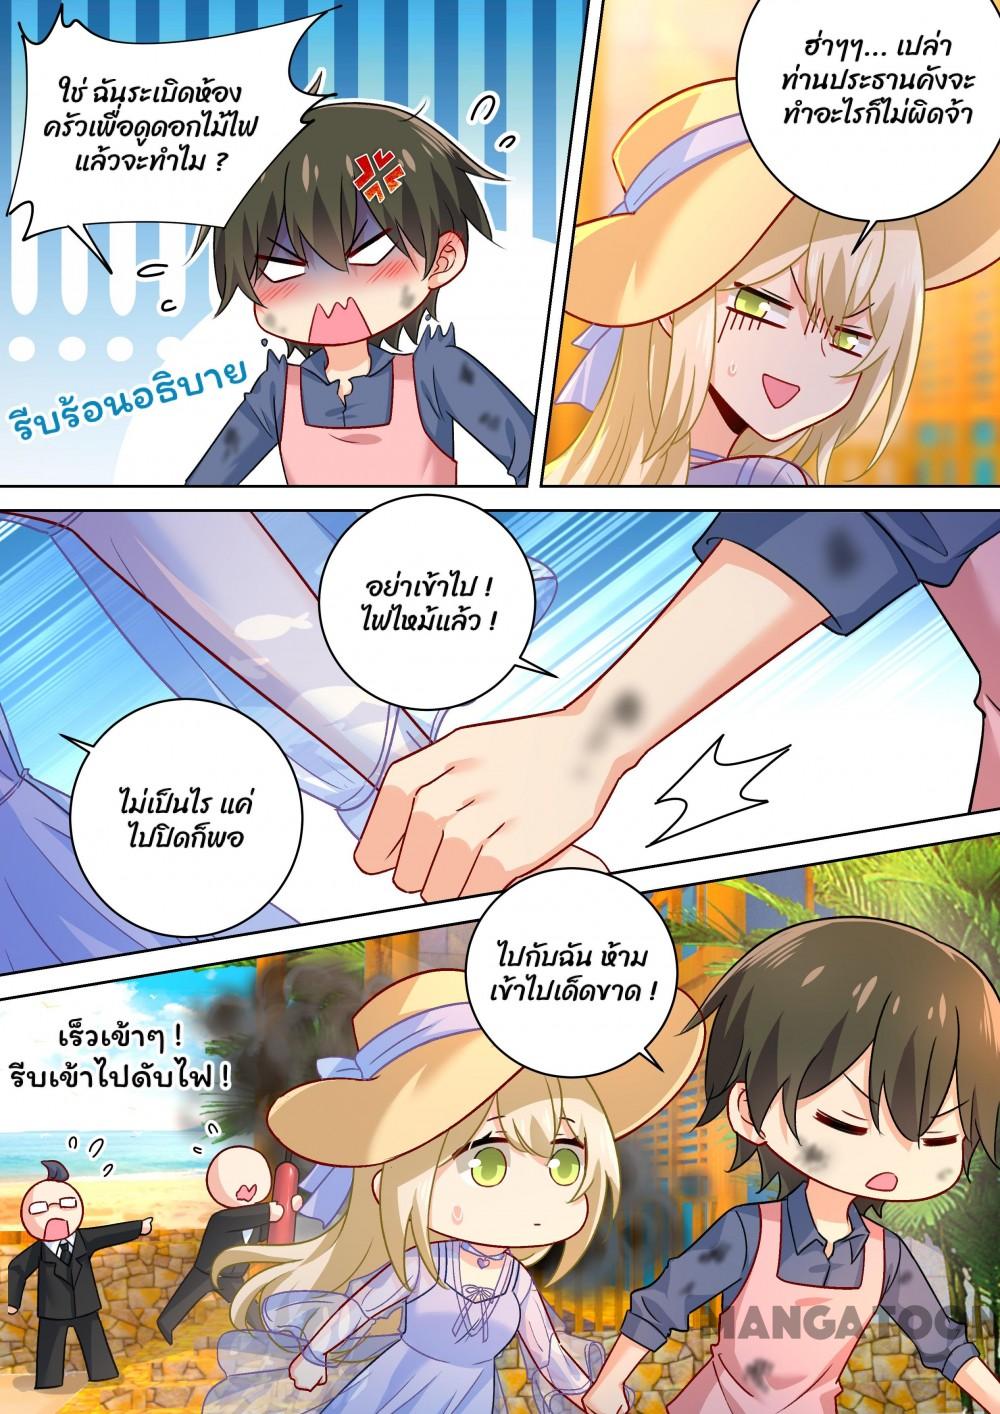 ใช่ ฉันระเบิดห้อง
ครัวเพื่อดูดอกไม้ไฟ
แล้วจะทำไม ?
รีบร้อนอธิบาย
ฮ่าๆๆ... เปล่า
ท่านประธานคังจะ
ทำอะไรก็ไม่ผิดจ้า
อย่าเข้าไป !
ไฟไหม้แล้ว !
ไม่เป็นไร แค่
ไปปิดก็พอ
ไปกับฉัน ห้าม
เข้าไปเด็ดขาด !
เร็วเข้าๆ !
รีบเข้าไปดับไฟ !
MANGATOON